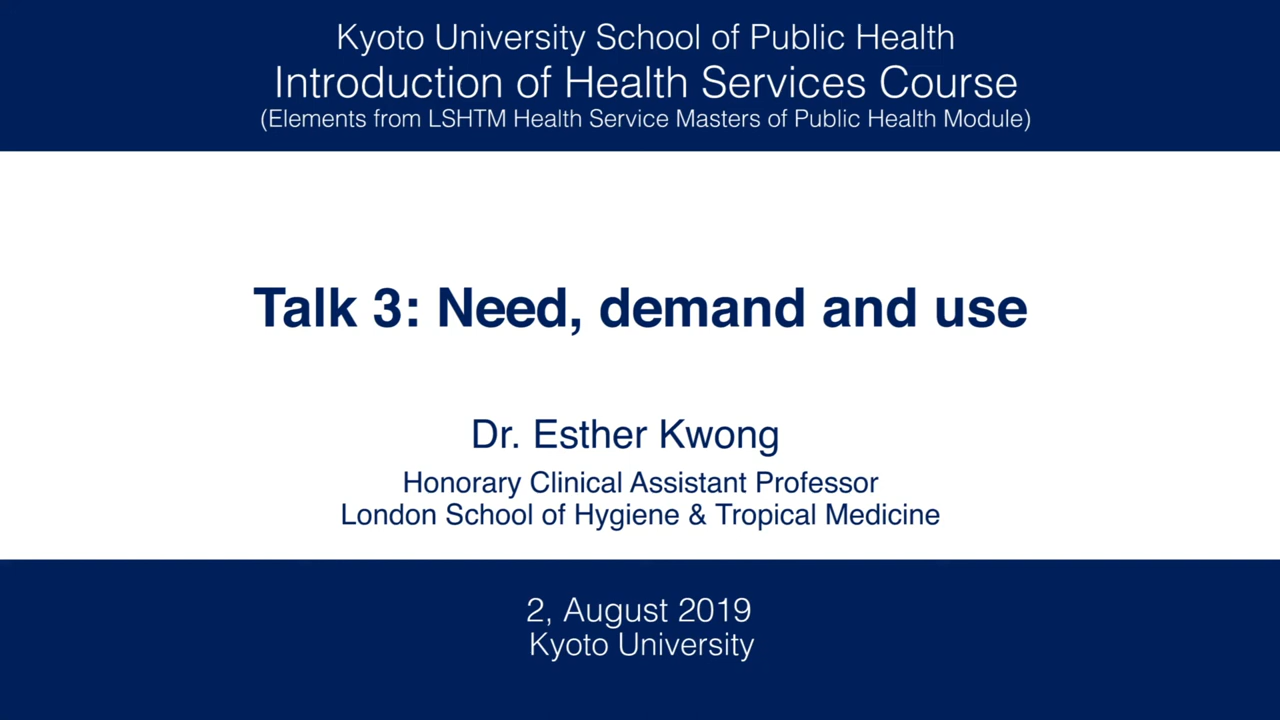 Kyoto University School of Public Health
Introduction of Health Services Course
(Elements from LSHTM Health Service Masters of Public Health Module)
Talk 3: Need, demand and use
Dr. Esther Kwong
Honorary Clinical Assistant Professor
London School of Hygiene & Tropical Medicine
2, August 2019
Kyoto University